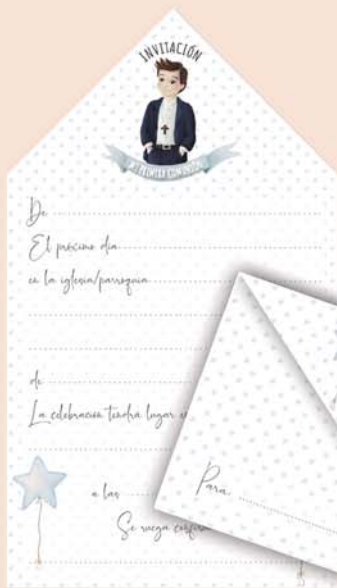 INVITACIÓN
MI PRIMERA COMUNIÓN
De
El próximo día
en la iglesia/parroquia
de
La celebración tendrá lugar
a las
Se ruega
Para